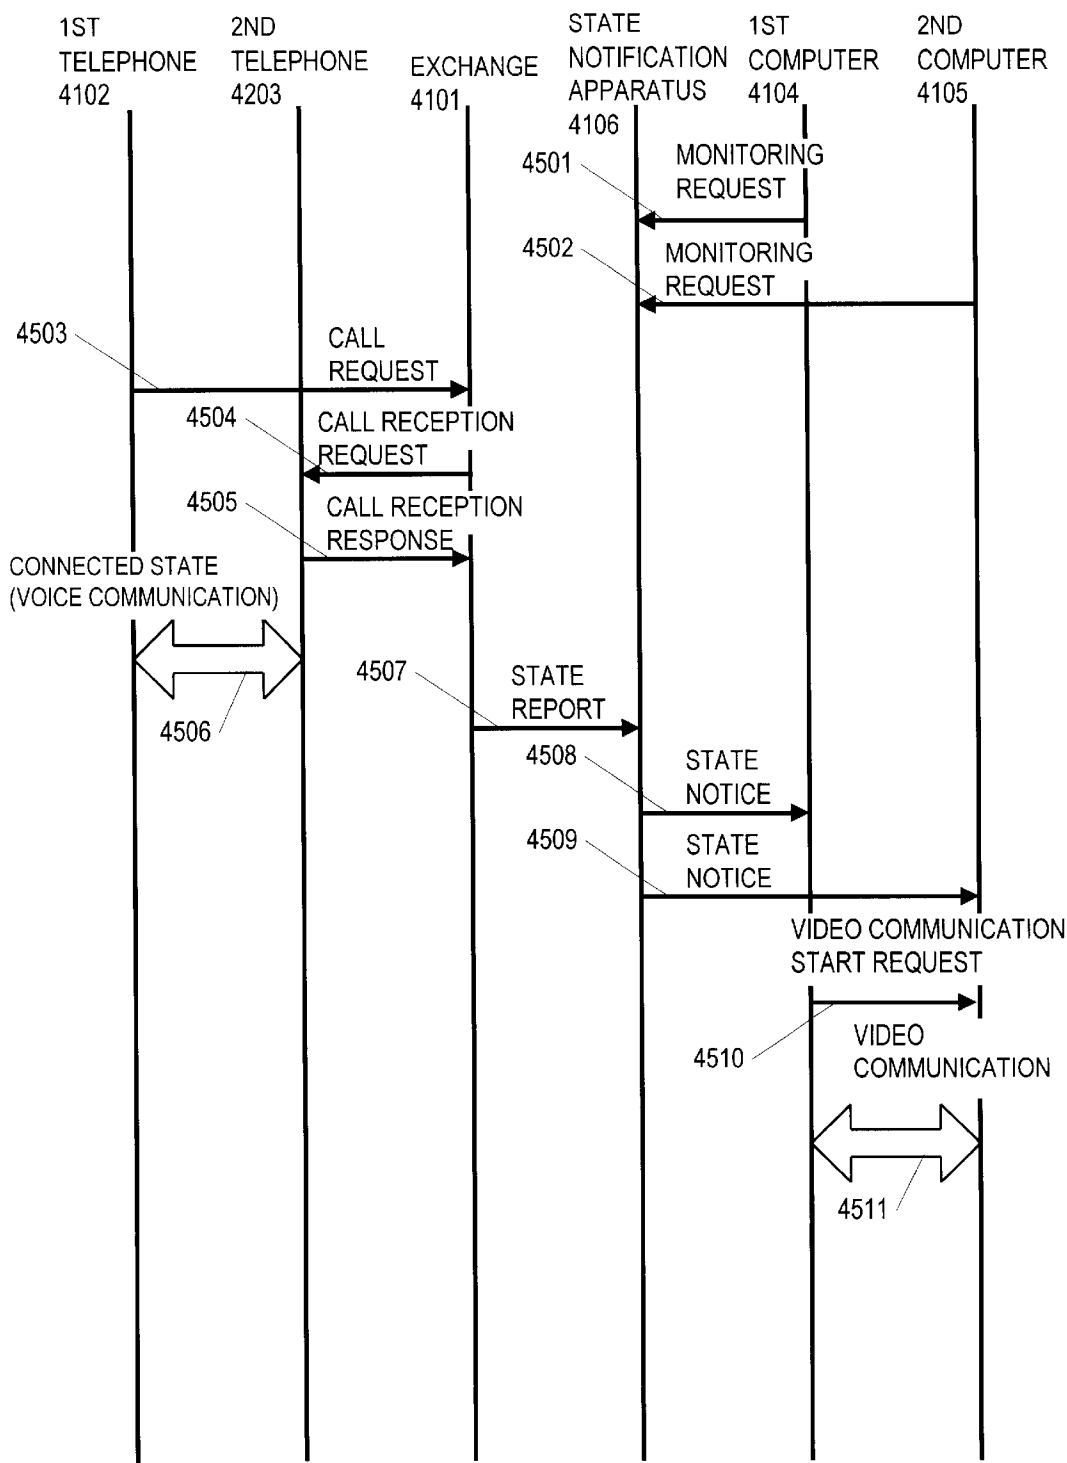 1ST
TELEPHONE
4102
2ND
TELEPHONE
4203
EXCHANGE
4101
STATE
NOTIFICATION
APPARATUS
4106
1ST
COMPUTER
4104
2ND
COMPUTER
4105
4501
MONITORING
REQUEST
4502
MONITORING
REQUEST
4503
CALL
REQUEST
4504
CALL RECEPTION
REQUEST
4505
CALL RECEPTION
RESPONSE
CONNECTED STATE
(VOICE COMMUNICATION)
4506
4507
STATE
REPORT
4508
STATE
NOTICE
4509
STATE
NOTICE
VIDEO COMMUNICATION
START REQUEST
4510
VIDEO
COMMUNICATION
4511